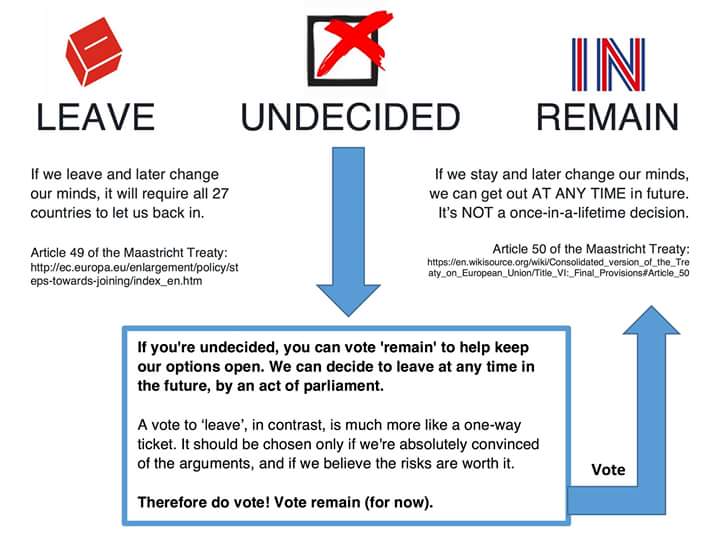 LEAVE
UNDECIDED
IN
REMAIN
If we leave and later change
our minds, it will require all 27
countries to let us back in.
Article 49 of the Maastricht Treaty:
http://ec.europa.eu/enlargement/policy/st
eps-towards-joining/index_en.htm
If we stay and later change our minds,
we can get out AT ANY TIME in future.
It’s NOT a once-in-a-lifetime decision.
Article 50 of the Maastricht Treaty:
https://en.wikisource.org/wiki/Consolidated_version_of_the_Tre
aty_on_European_Union/Title_VI:_Final_Provisions#Article_50
If you're undecided, you can vote 'remain' to help keep
our options open. We can decide to leave at any time in
the future, by an act of parliament.
A vote to ‘leave’, in contrast, is much more like a one-way
ticket. It should be chosen only if we're absolutely convinced
of the arguments, and if we believe the risks are worth it.
Therefore do vote! Vote remain (for now).
Vote